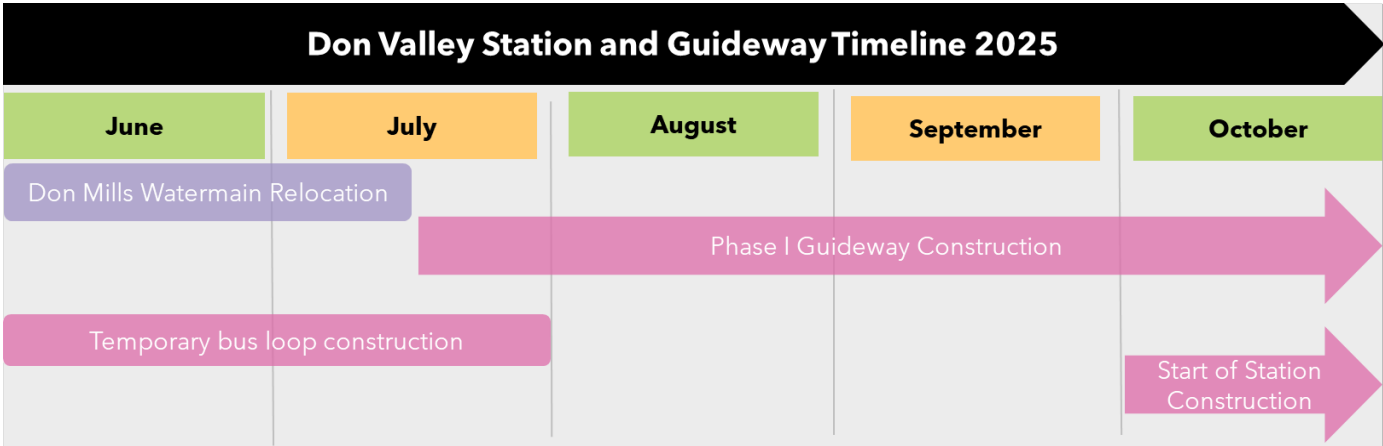 Don Valley Station and Guideway Timeline 2025
June
July
August
September
October
Don Mills Watermain Relocation
Phase I Guideway Construction
Temporary bus loop construction
Start of Station
Construction